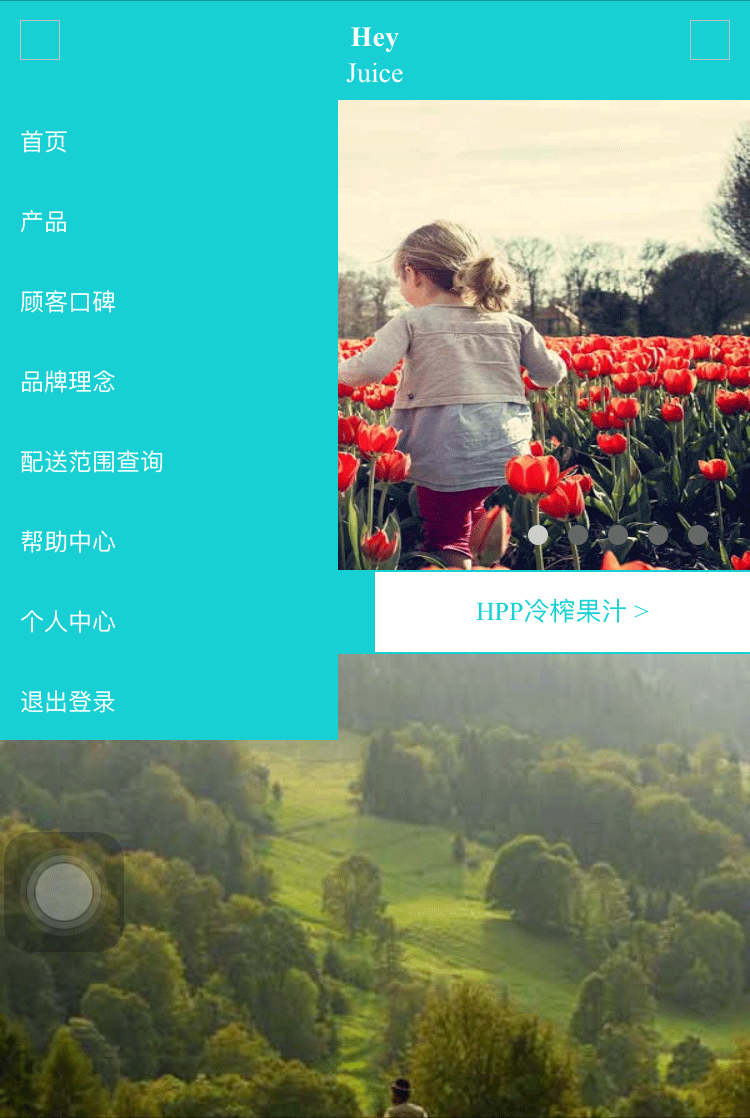 Hey
Juice
首页
产品
顾客口碑
品牌理念
配送范围查询
帮助中心
个人中心
退出登录
HPP冷榨果汁 >